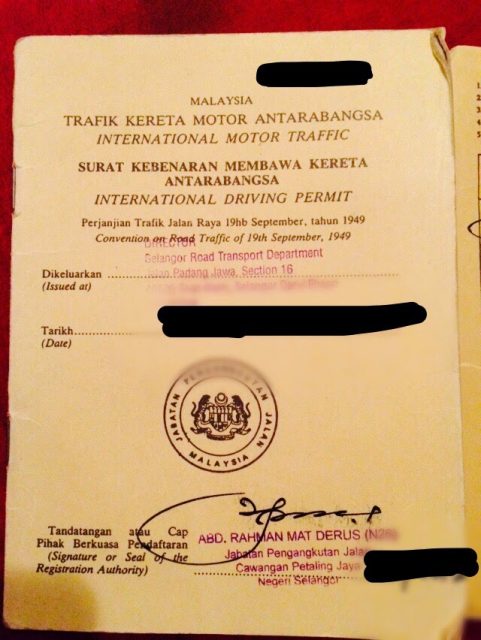 MALAYSIA
TRAFIK KERETA MOTOR ANTARABANGSA
INTERNATIONAL MOTOR TRAFFIC
SURAT KEBENARAN MEMBAWA KERETA
ANTARABANGSA
INTERNATIONAL DRIVING PERMIT
Perjanjian Trafik Jalan Raya 19hb September, tahun 1949
Convention on Road Traffic of 19th September, 1949
DIRECTOR
Selangor Road Transport Department
Dikeluarkan Jalan Padang Jawa, Section 16
(Issued at)
Tarikh
(Date)
JABATAN PENGANGKUTAN JALAN
MALAYSIA
Tandatangan atau Cap
Pihak Berkuasa Pendaftaran
(Signature or Seal of the
Registration Authority)
ABD. RAHMAN MAT DERUS (N26)
Jabatan Pengangkutan Jalan
Cawangan Petaling Jaya
Negeri Selangor